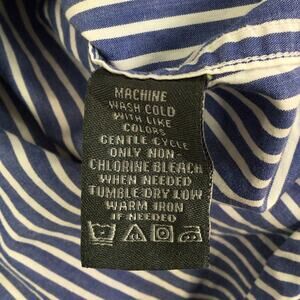 MACHINE
WASH COLD
WITH LIKE
COLORS
GENTLE CYCLE
ONLY NON-
CHLORINE BLEACH
WHEN NEEDED
TUMBLE DRY LOW
WARM IRON
IF NEEDED